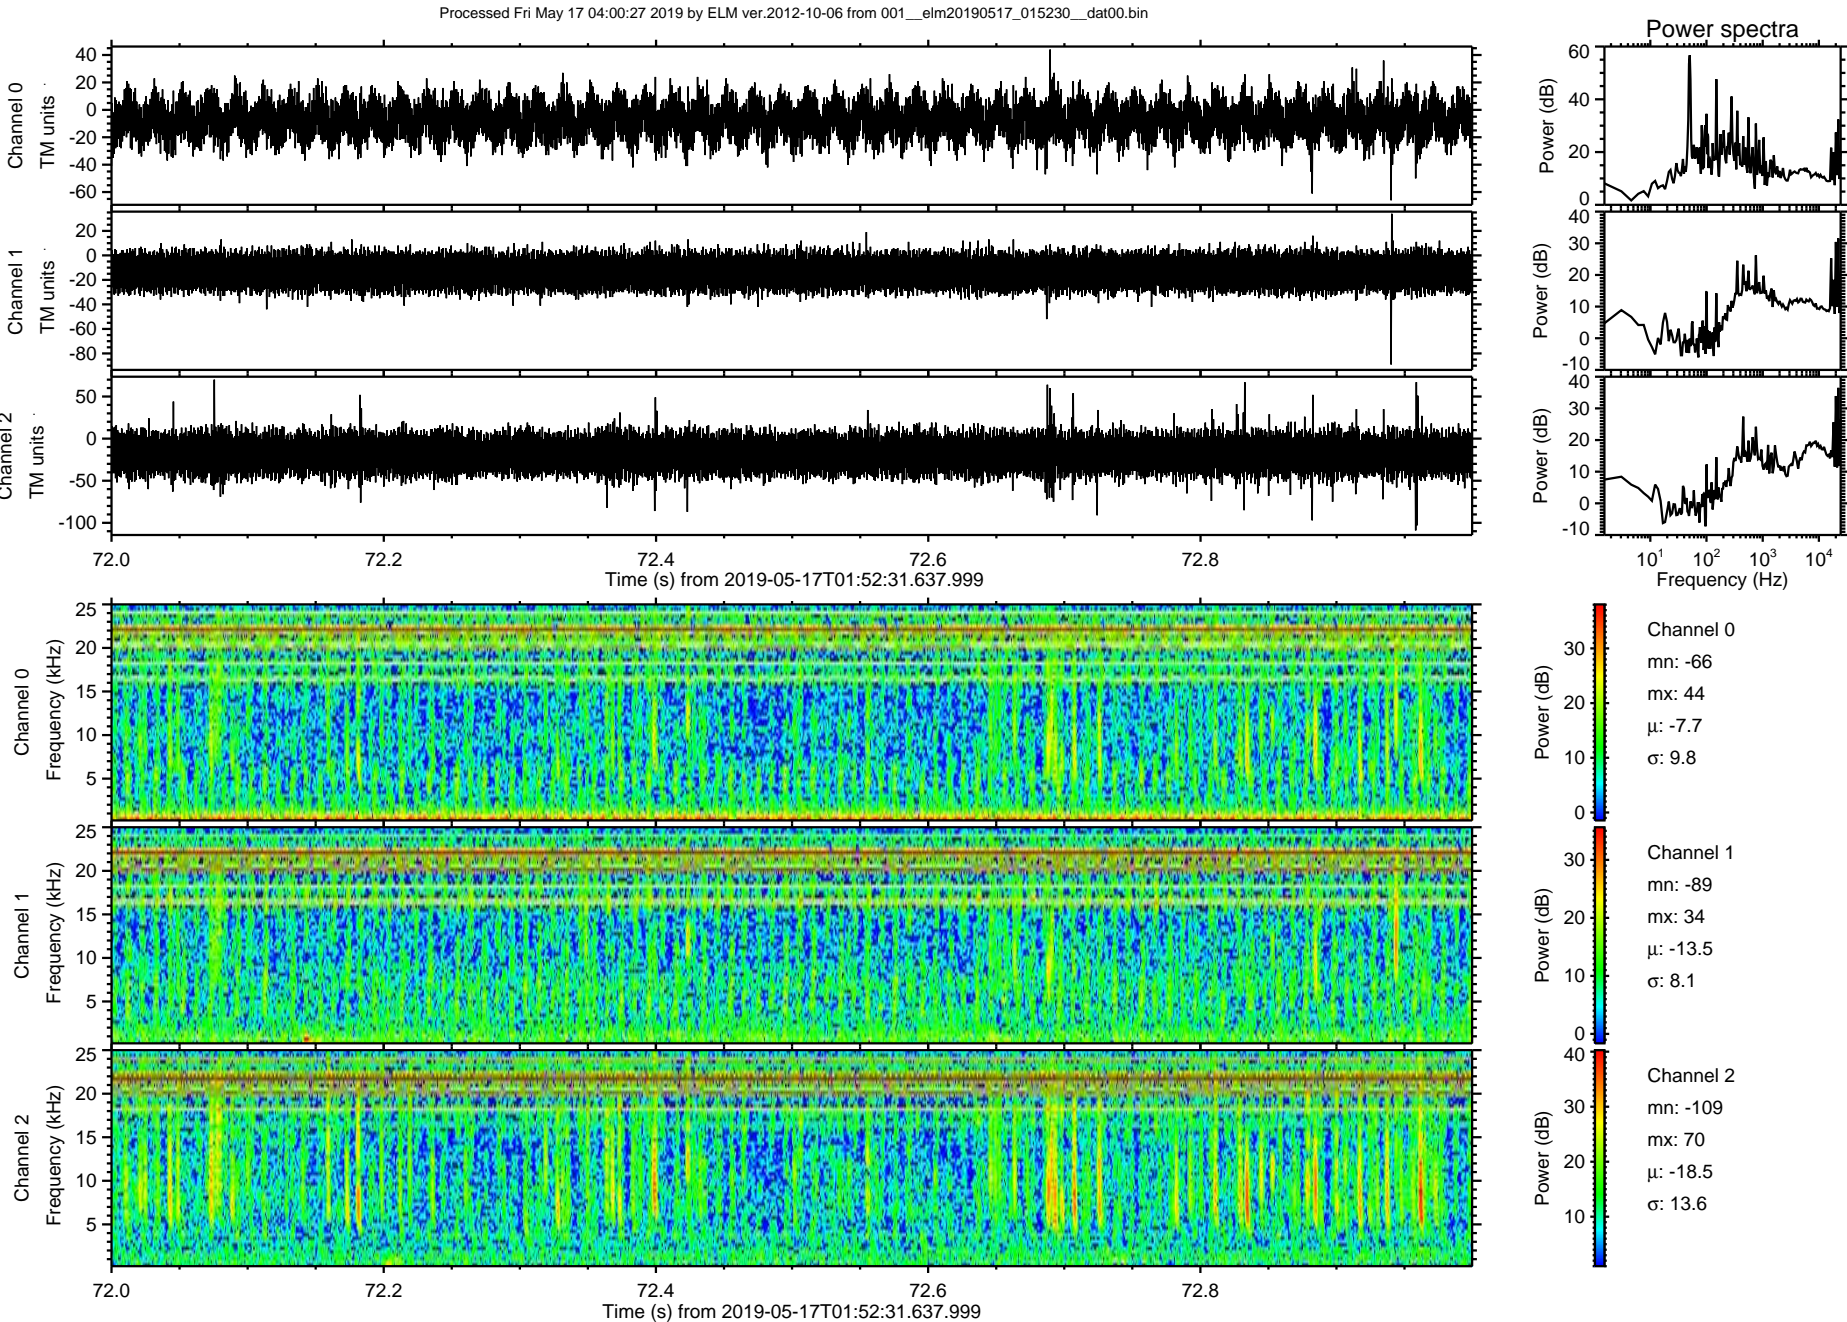 Processed Fri May 17 04:00:27 2019 by ELM ver.2012-10-06 from 001__elm20190517_015230__dat00.bin
Power spectra
Channel 0
TM units
40
20
0
-20
-40
-60
Power (dB)
60
40
20
0
Channel 1
TM units
20
0
-20
-40
-60
-80
Power (dB)
40
30
20
10
0
-10
Channel 2
TM units
50
0
-50
-100
Power (dB)
40
30
20
10
0
-10
72.0 72.2 72.4 72.6 72.8
Time (s) from 2019-05-17T01:52:31.637.999
10¹ 10² 10³ 10⁴
Frequency (Hz)
Channel 0
Frequency (kHz)
25
20
15
10
5
Power (dB)
30
20
10
0
Channel 0
mn: -66
mx: 44
μ: -7.7
σ: 9.8
Channel 1
Frequency (kHz)
25
20
15
10
5
Power (dB)
30
20
10
0
Channel 1
mn: -89
mx: 34
μ: -13.5
σ: 8.1
Channel 2
Frequency (kHz)
25
20
15
10
5
Power (dB)
40
30
20
10
Channel 2
mn: -109
mx: 70
μ: -18.5
σ: 13.6
72.0 72.2 72.4 72.6 72.8
Time (s) from 2019-05-17T01:52:31.637.999